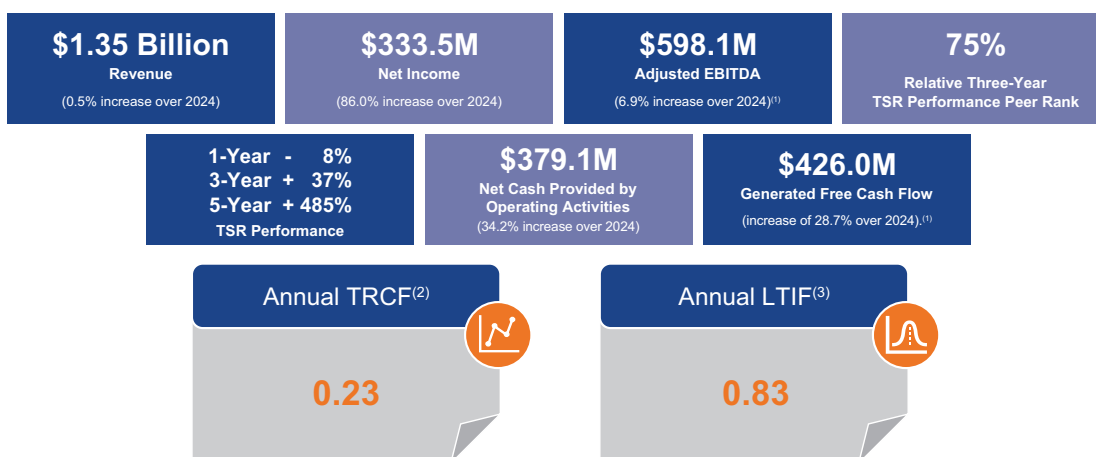 $1.35 Billion
Revenue
(0.5% increase over 2024)
$333.5M
Net Income
(86.0% increase over 2024)
$598.1M
Adjusted EBITDA
(6.9% increase over 2024)(1)
75%
Relative Three-Year
TSR Performance Peer Rank
1-Year - 8%
3-Year + 37%
5-Year + 485%
TSR Performance
$379.1M
Net Cash Provided by
Operating Activities
(34.2% increase over 2024)
$426.0M
Generated Free Cash Flow
(increase of 28.7% over 2024).(1)
Annual TRCF(2)
0.23
Annual LTIF(3)
0.83